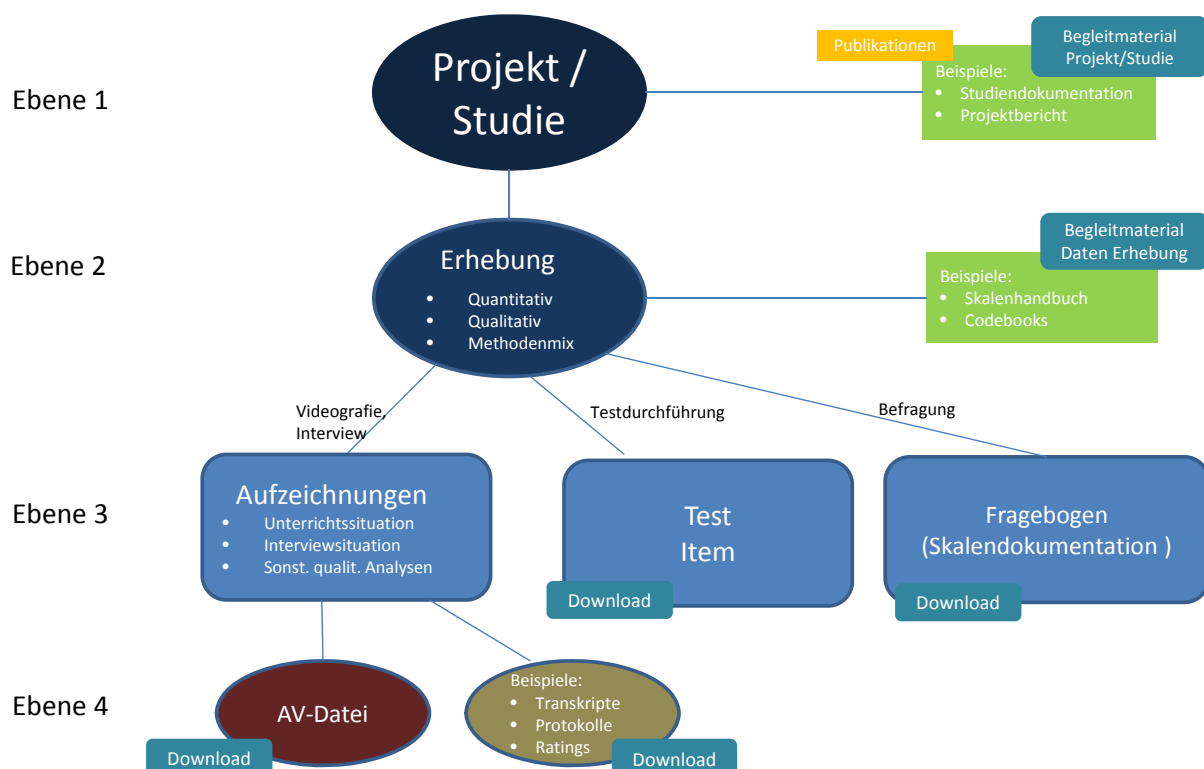 Ebene 1
Projekt /
Studie
Publikationen
Begleitmaterial
Projekt/Studie
Beispiele:
• Studiendokumentation
• Projektbericht
Ebene 2
Erhebung
• Quantitativ
• Qualitativ
• Methodenmix
Begleitmaterial
Daten Erhebung
Beispiele:
• Skalenhandbuch
• Codebooks
Videografie,
Interview
Testdurchführung
Befragung
Ebene 3
Aufzeichnungen
• Unterrichtssituation
• Interviewsituation
• Sonst. qualit. Analysen
Test
Item
Download
Fragebogen
(Skalendokumentation )
Download
Ebene 4
AV-Datei
Download
Beispiele:
• Transkripte
• Protokolle
• Ratings
Download